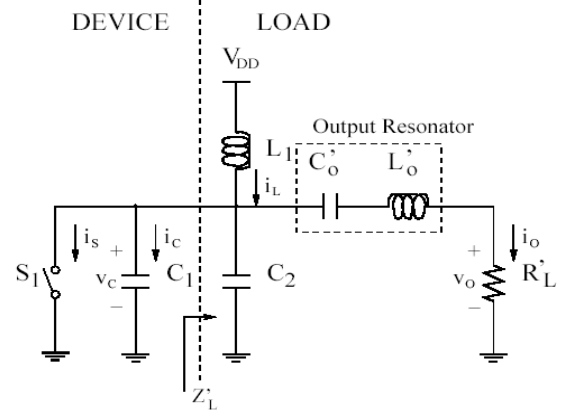 DEVICE LOAD
V_DD
Output Resonator
L_1 C'_o L'_o
i_L
i_S + i_C + i_o
S_1 v_C C_1 C_2 v_o R'_L
− −
Z'_L